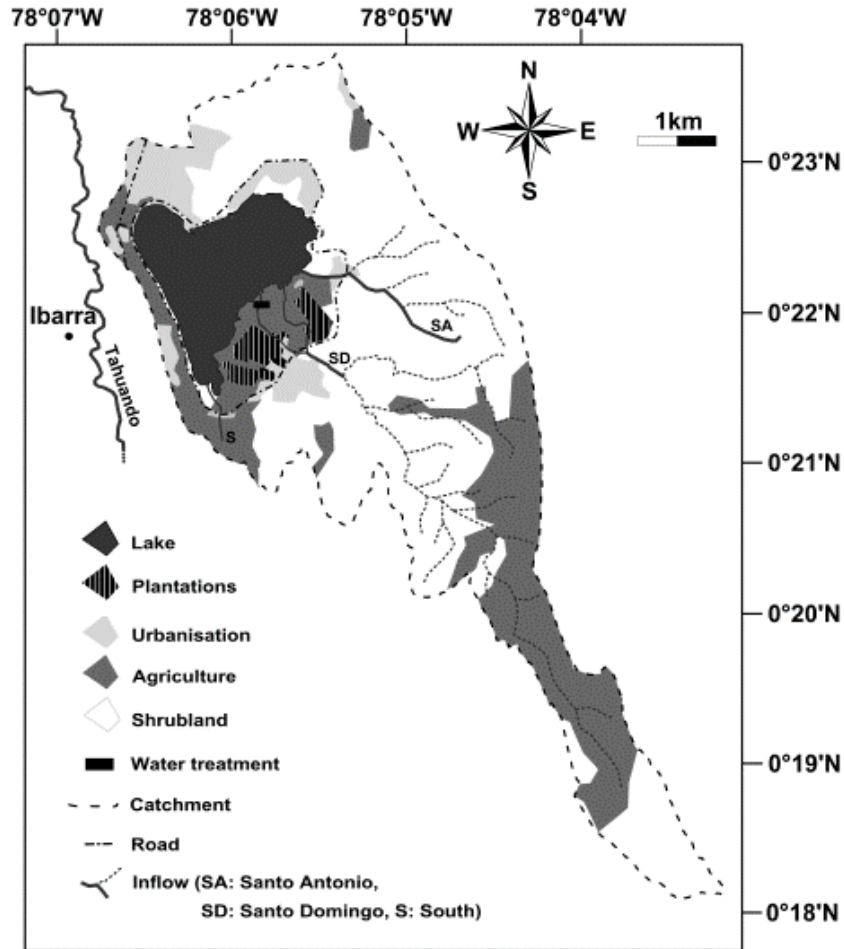 78°07'W 78°06'W 78°05'W 78°04'W
N
W E
S
1km
0°23'N
0°22'N
0°21'N
0°20'N
0°19'N
0°18'N
Ibarra
Tahuando
SA
SD
S
Lake
Plantations
Urbanisation
Agriculture
Shrubland
Water treatment
Catchment
Road
Inflow (SA: Santo Antonio,
SD: Santo Domingo, S: South)